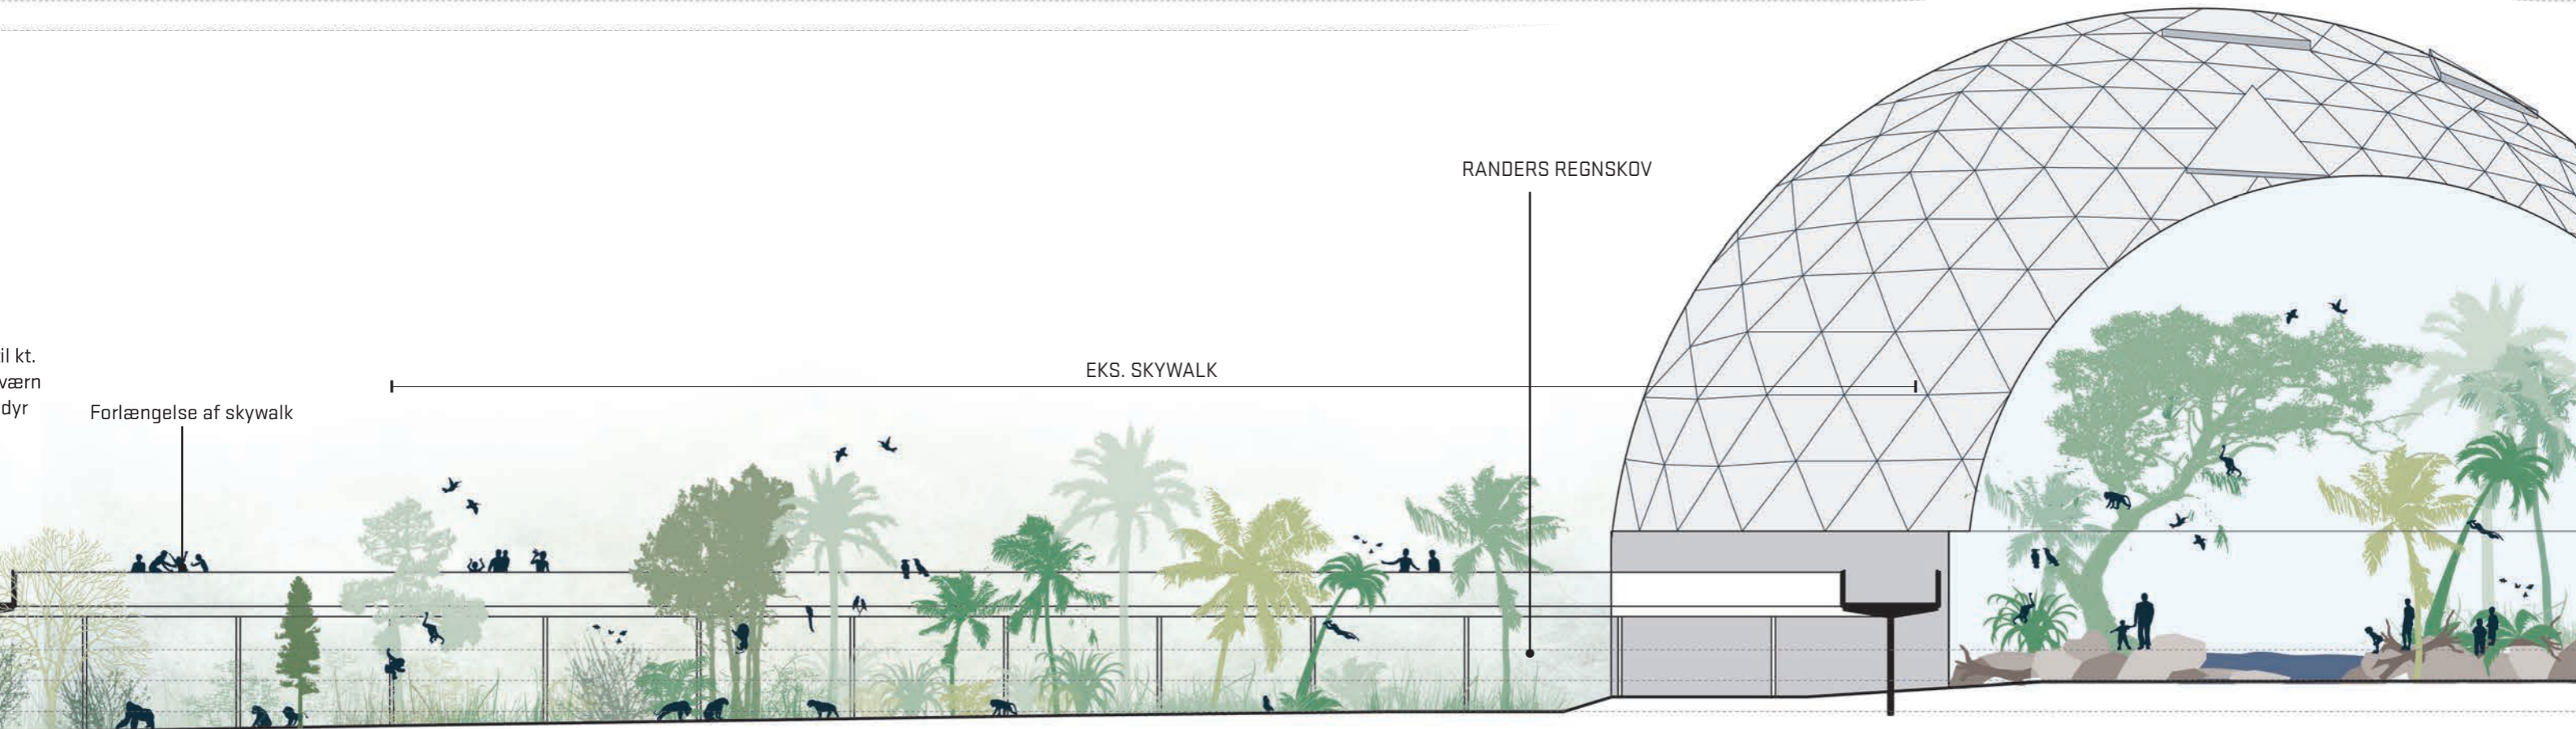 RANDERS REGNSKOV
EKS. SKYWALK
il kt.
værn
dyr
Forlængelse af skywalk